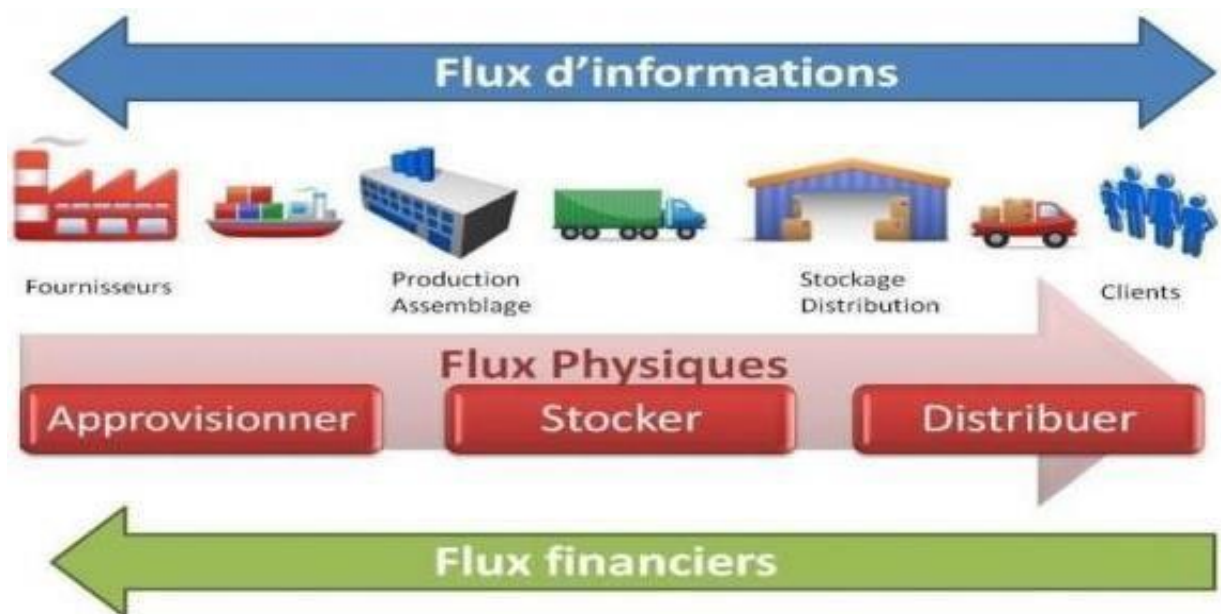 Flux d'informations
Fournisseurs
Production
Assemblage
Stockage
Distribution
Clients
Flux Physiques
Approvisionner
Stocker
Distribuer
Flux financiers